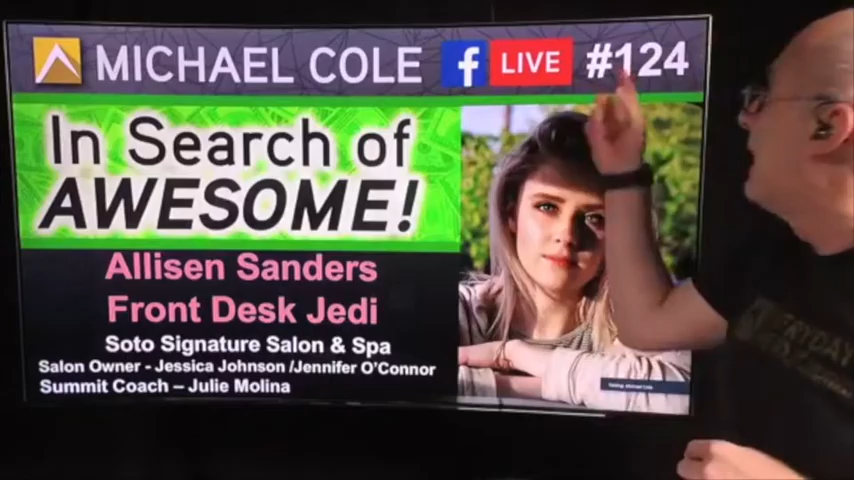 MICHAEL COLE f LIVE #124
In Search of
AWESOME!
Allisen Sanders
Front Desk Jedi
Soto Signature Salon & Spa
Salon Owner - Jessica Johnson /Jennifer O'Connor
Summit Coach – Julie Molina